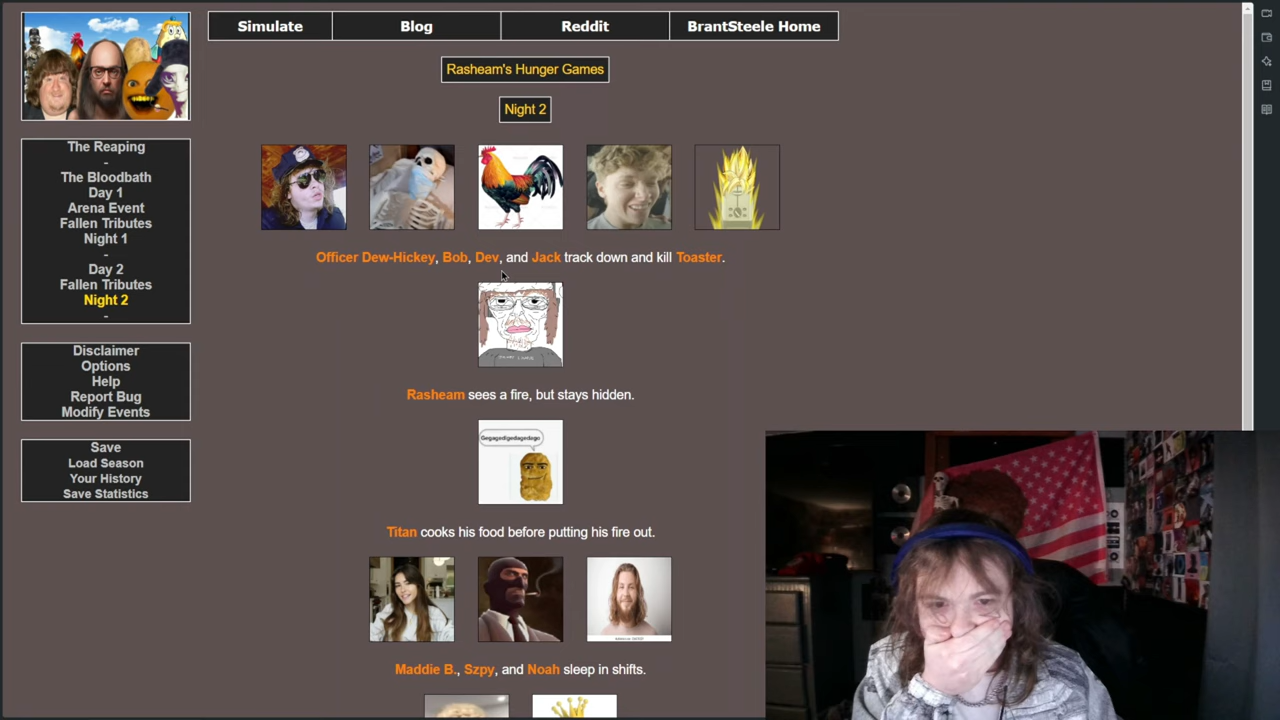 Simulate
Blog
Reddit
BrantSteele Home
Rasheam's Hunger Games
Night 2
The Reaping
-
The Bloodbath
Day 1
Arena Event
Fallen Tributes
Night 1
-
Day 2
Fallen Tributes
Night 2
-
Disclaimer
Options
Help
Report Bug
Modify Events
Save
Load Season
Your History
Save Statistics
Officer Dew-Hickey, Bob, Dev, and Jack track down and kill Toaster.
Rasheam sees a fire, but stays hidden.
Gegagedigedagedago
Titan cooks his food before putting his fire out.
Maddie B., Szpy, and Noah sleep in shifts.